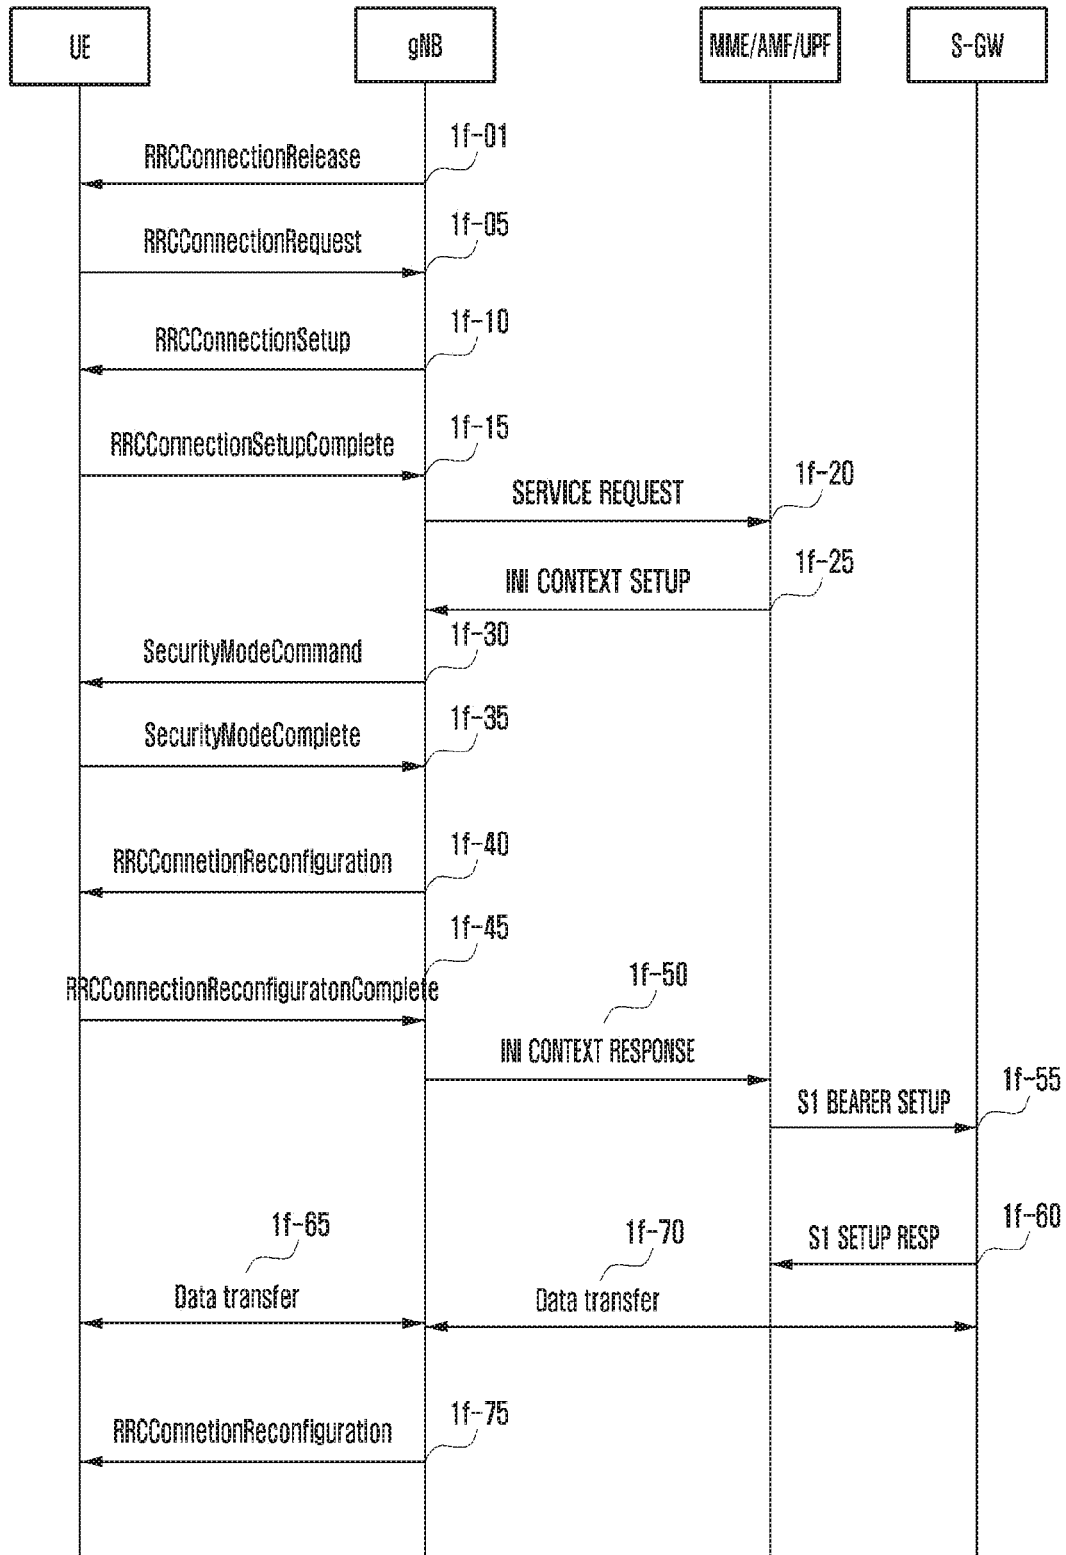 UE
gNB
MME/AMF/UPF
S-GW
1f-01
RRCConnectionRelease
1f-05
RRCConnectionRequest
1f-10
RRCConnectionSetup
1f-15
RRCConnectionSetupComplete
1f-20
SERVICE REQUEST
1f-25
INI CONTEXT SETUP
1f-30
SecurityModeCommand
1f-35
SecurityModeComplete
1f-40
RRCConnetionReconfiguration
1f-45
RRCConnectionReconfiguratonComplete
1f-50
INI CONTEXT RESPONSE
1f-55
S1 BEARER SETUP
1f-60
S1 SETUP RESP
1f-65
Data transfer
1f-70
Data transfer
1f-75
RRCConnetionReconfiguration